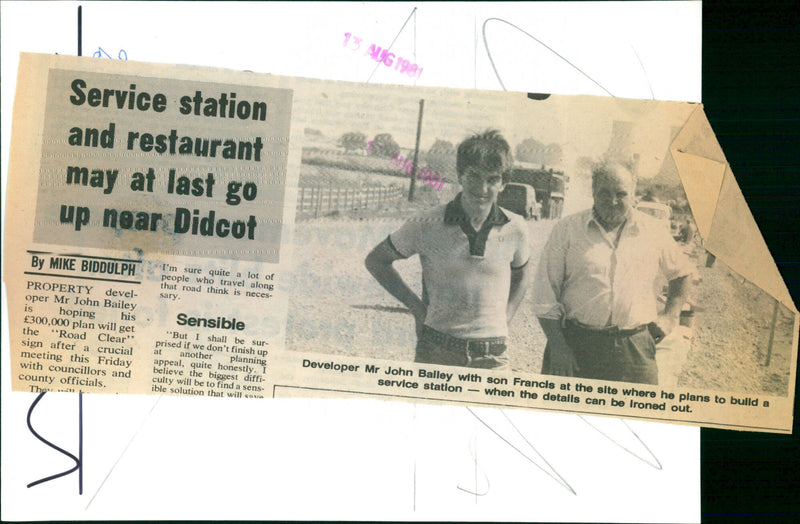 13 AUG 1981
Service station
and restaurant
may at last go
up near Didcot
By MIKE BIDDULPH
PROPERTY devel-
oper Mr John Bailey
is hoping his
£300,000 plan will get
the "Road Clear"
sign after a crucial
meeting this Friday
with councillors and
county officials.
I'm sure quite a lot of
people who travel along
that road think is neces-
sary.
Sensible
"But I shall be sur-
prised if we don't finish up
at another planning
appeal, quite honestly. I
believe the biggest diffi-
culty will be to find a sens-
ible solution that will save
Developer Mr John Bailey with son Francis at the site where he plans to build a
service station — when the details can be ironed out.